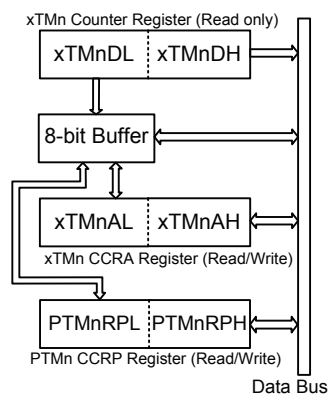 xTMn Counter Register (Read only)
xTMnDL xTMnDH
8-bit Buffer
xTMnAL xTMnAH
xTMn CCRA Register (Read/Write)
PTMnRPL PTMnRPH
PTMn CCRP Register (Read/Write)
Data Bus